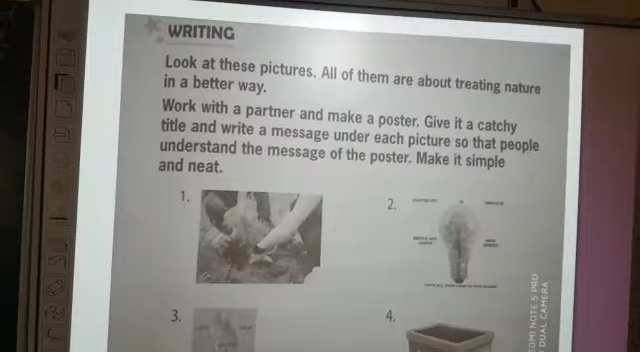 WRITING
Look at these pictures. All of them are about treating nature
in a better way.
Work with a partner and make a poster. Give it a catchy
title and write a message under each picture so that people
understand the message of the poster. Make it simple
and neat.
1.
2.
3.
4.
REDMI NOTE 5 PRO
DUAL CAMERA